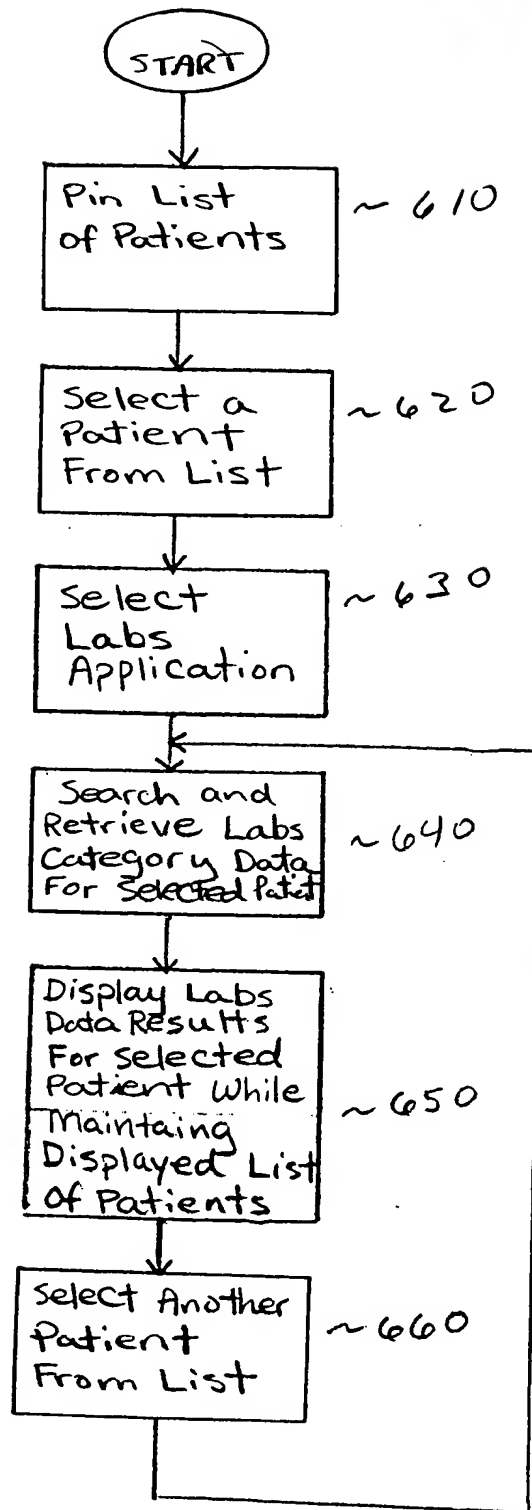 START
Pin List
of Patients
~ 610
Select a
Patient
From List
~ 620
Select
Labs
Application
~ 630
Search and
Retrieve Labs
Category Data
For Selected Patiet
~ 640
Display Labs
Data Results
For Selected
Patient While
Maintaing
Displayed List
Of Patients
~ 650
Select Another
Patient
From List
~ 660